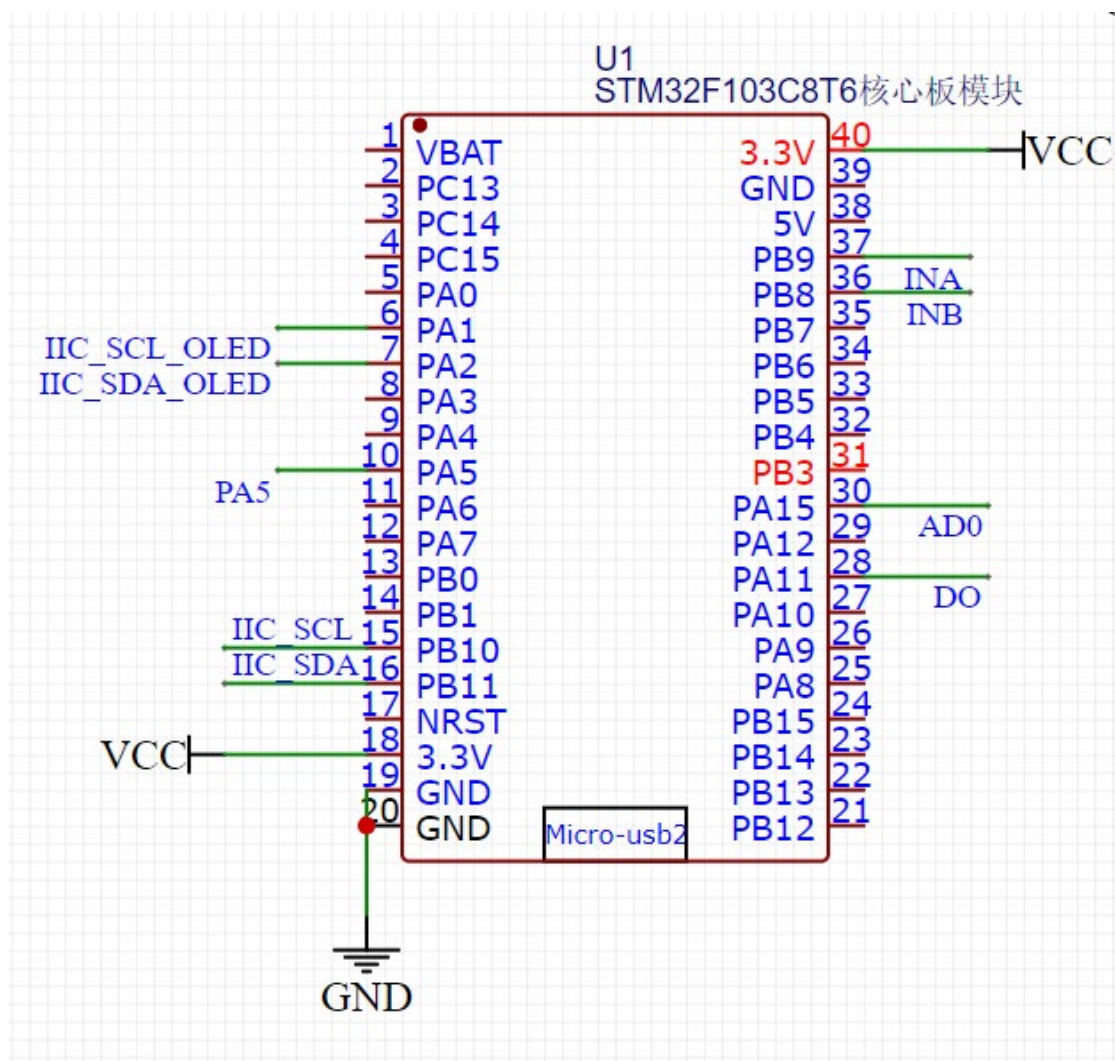 U1
STM32F103C8T6核心板模块
1 VBAT 3.3V 40 VCC
2 PC13 GND 39
3 PC14 5V 38
4 PC15 PB9 37
INA
5 PA0 PB8 36
INB
6 PA1 PB7 35
IIC_SCL_OLED
7 PA2 PB6 34
IIC_SDA_OLED
8 PA3 PB5 33
9 PA4 PB4 32
10 PA5 PB3 31
PA5
11 PA6 PA15 30
AD0
12 PA7 PA12 29
13 PB0 PA11 28
DO
14 PB1 PA10 27
IIC_SCL 15 PB10 PA9 26
IIC_SDA 16 PB11 PA8 25
17 NRST PB15 24
VCC 18 3.3V PB14 23
19 GND PB13 22
20 GND Micro-usb2 PB12 21
GND